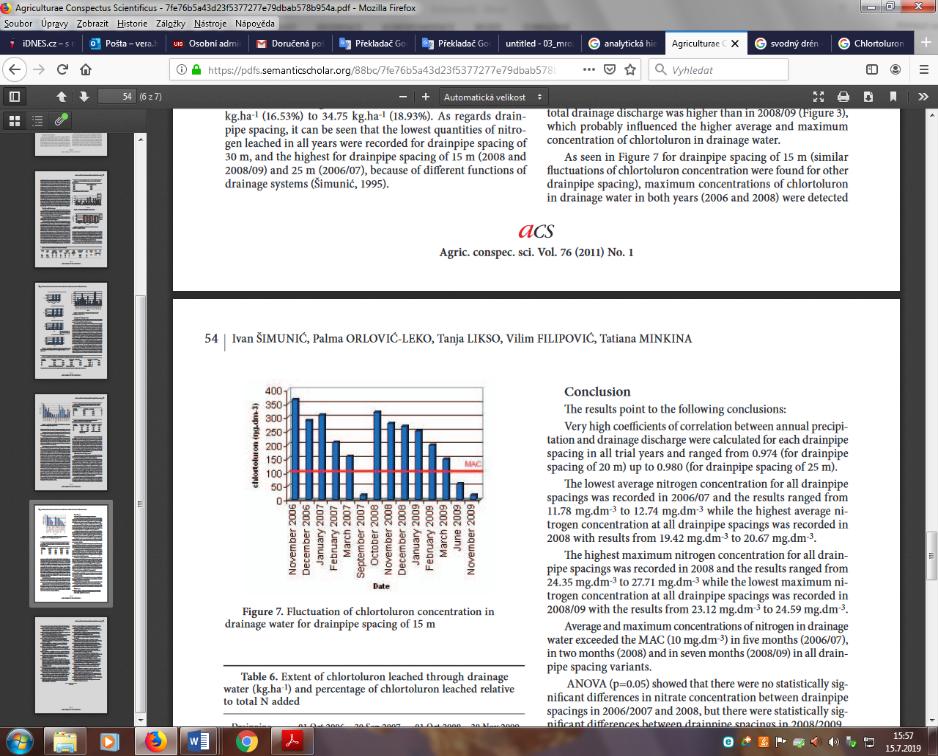 Agriculturae Conspectus Scientificus - 7fe76b5a43d23f5377277e79dbab578b954a.pdf - Mozilla Firefox
Soubor Úpravy Zobrazit Historie Záložky Nástroje Nápověda
iDNES.cz – s
Pošta – vera.
Osobní admi
Doručená po
Překladač Go
Překladač Go
untitled - 03_mro.
analytická hi
Agriculturae C
svodný drén
Chlortoluron
https://pdfs.semanticscholar.org/88bc/7fe76b5a43d23f5377277e79dbab578
Vyhledat
54 (6 z 7)
Automatická velikost
kg.ha-1 (16.53%) to 34.75 kg.ha-1 (18.93%). As regards drain-
pipe spacing, it can be seen that the lowest quantities of nitro-
gen leached in all years were recorded for drainpipe spacing of
30 m, and the highest for drainpipe spacing of 15 m (2008 and
2008/09) and 25 m (2006/07), because of different functions of
drainage systems (Šimunić, 1995).
total drainage discharge was higher than in 2008/09 (Figure 3),
which probably influenced the higher average and maximum
concentration of chlortoluron in drainage water.
As seen in Figure 7 for drainpipe spacing of 15 m (similar
fluctuations of chlortoluron concentration were found for other
drainpipe spacing), maximum concentrations of chlortoluron
in drainage water in both years (2006 and 2008) were detected
acs
Agric. conspec. sci. Vol. 76 (2011) No. 1
54 | Ivan ŠIMUNIĆ, Palma ORLOVIĆ-LEKO, Tanja LIKSO, Vilim FILIPOVIĆ, Tatiana MINKINA
chlortoluron (ng.dm-3)
400
350
300
250
200
150
100
50
0
MAC
November 2006
December 2006
January 2007
February 2007
March 2007
September 2007
October 2008
November 2008
December 2008
January 2009
February 2009
March 2009
June 2009
November 2009
Date
Figure 7. Fluctuation of chlortoluron concentration in
drainage water for drainpipe spacing of 15 m
Table 6. Extent of chlortoluron leached through drainage
water (kg.ha-1) and percentage of chlortoluron leached relative
to total N added
Conclusion
The results point to the following conclusions:
Very high coefficients of correlation between annual precipi-
tation and drainage discharge were calculated for each drainpipe
spacing in all trial years and ranged from 0.974 (for drainpipe
spacing of 20 m) up to 0.980 (for drainpipe spacing of 25 m).
The lowest average nitrogen concentration for all drainpipe
spacings was recorded in 2006/07 and the results ranged from
11.78 mg.dm-3 to 12.74 mg.dm-3 while the highest average ni-
trogen concentration at all drainpipe spacings was recorded in
2008 with results from 19.42 mg.dm-3 to 20.67 mg.dm-3.
The highest maximum nitrogen concentration for all drain-
pipe spacings was recorded in 2008 and the results ranged from
24.35 mg.dm-3 to 27.71 mg.dm-3 while the lowest maximum ni-
trogen concentration at all drainpipe spacings was recorded in
2008/09 with the results from 23.12 mg.dm-3 to 24.59 mg.dm-3.
Average and maximum concentrations of nitrogen in drainage
water exceeded the MAC (10 mg.dm-3) in five months (2006/07),
in two months (2008) and in seven months (2008/09) in all drain-
pipe spacing variants.
ANOVA (p=0.05) showed that there were no statistically sig-
nificant differences in nitrate concentration between drainpipe
spacings in 2006/2007 and 2008, but there were statistically sig-
nificant differences between drainpipe spacings in 2008/2009
15:57
15.7.2019